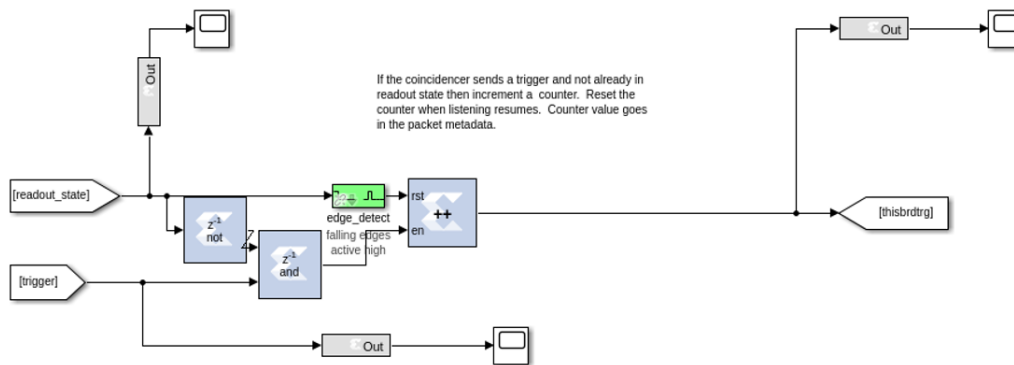 Out
Out
If the coincidencer sends a trigger and not already in
readout state then increment a counter. Reset the
counter when listening resumes. Counter value goes
in the packet metadata.
[readout_state]
z-1
not
edge_detect
falling edges
active high
rst
++
en
[thisbrdtrg]
z-1
and
[trigger]
Out